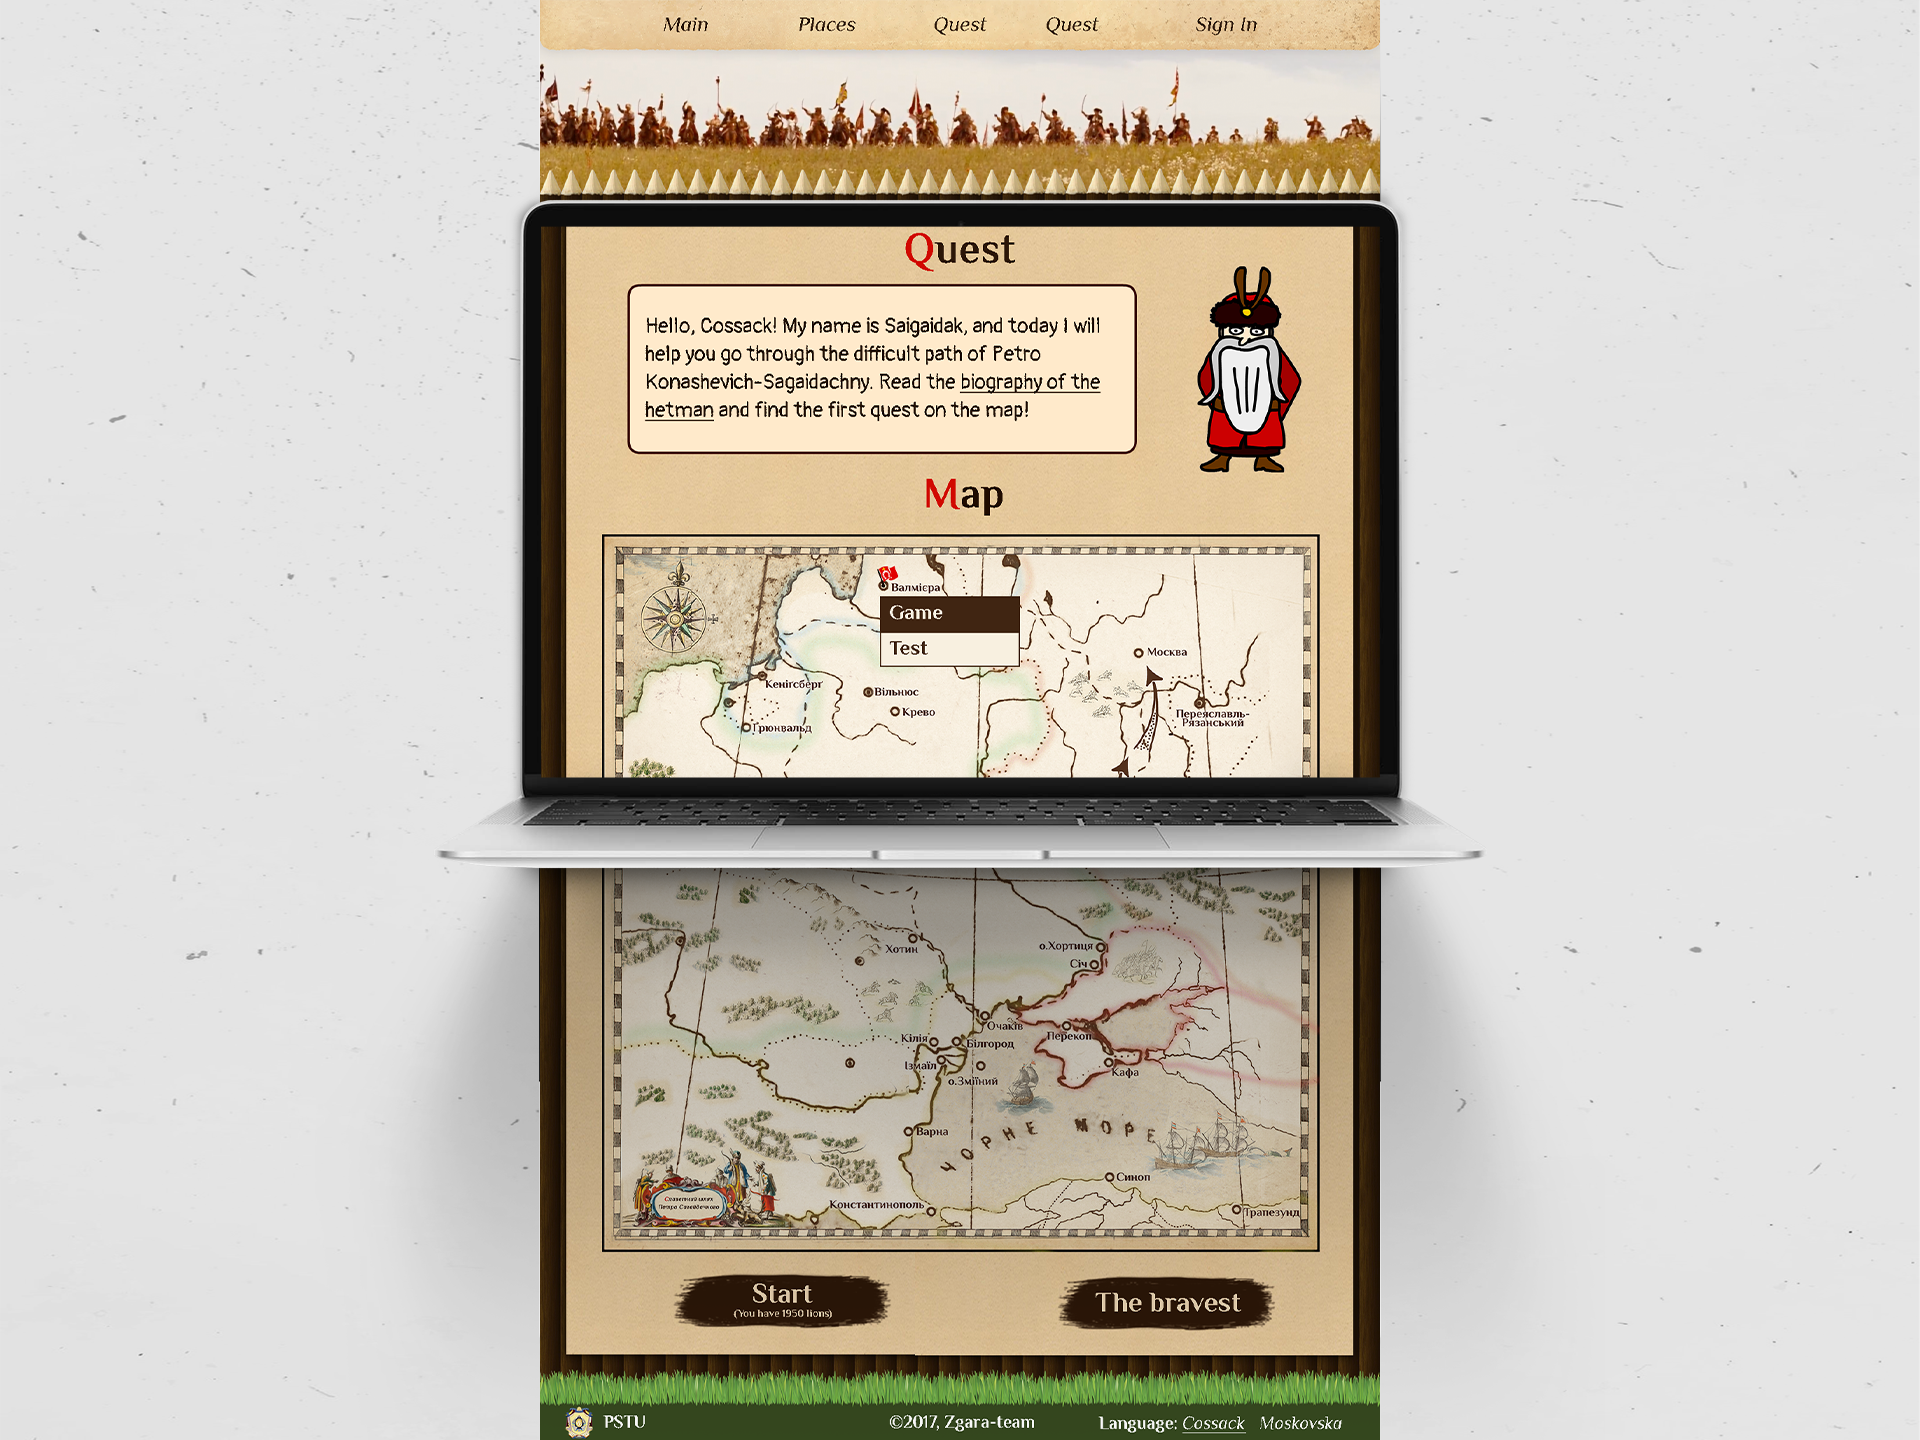 Main Places Quest Quest Sign In
Quest
Hello, Cossack! My name is Saigaidak, and today I will
help you go through the difficult path of Petro
Konashevich-Sagaidachny. Read the biography of the
hetman and find the first quest on the map!
Map
Валмієра
Game
Test
Москва
Кенігсберг
Вільнюс
Крево
Переяславль-
Рязанський
Грюнвальд
Хотин
о.Хортиця
Січ
Очаків
Перекоп
Кілія
Білгород
Ізмаїл
о.Зміїний
Кафа
Варна
ЧОРНЕ МОРЕ
Синоп
Константинополь
Трапезунд
Start
(You have 1950 lions)
The bravest
PSTU
©2017, Zgara-team
Language: Cossack Moskovska